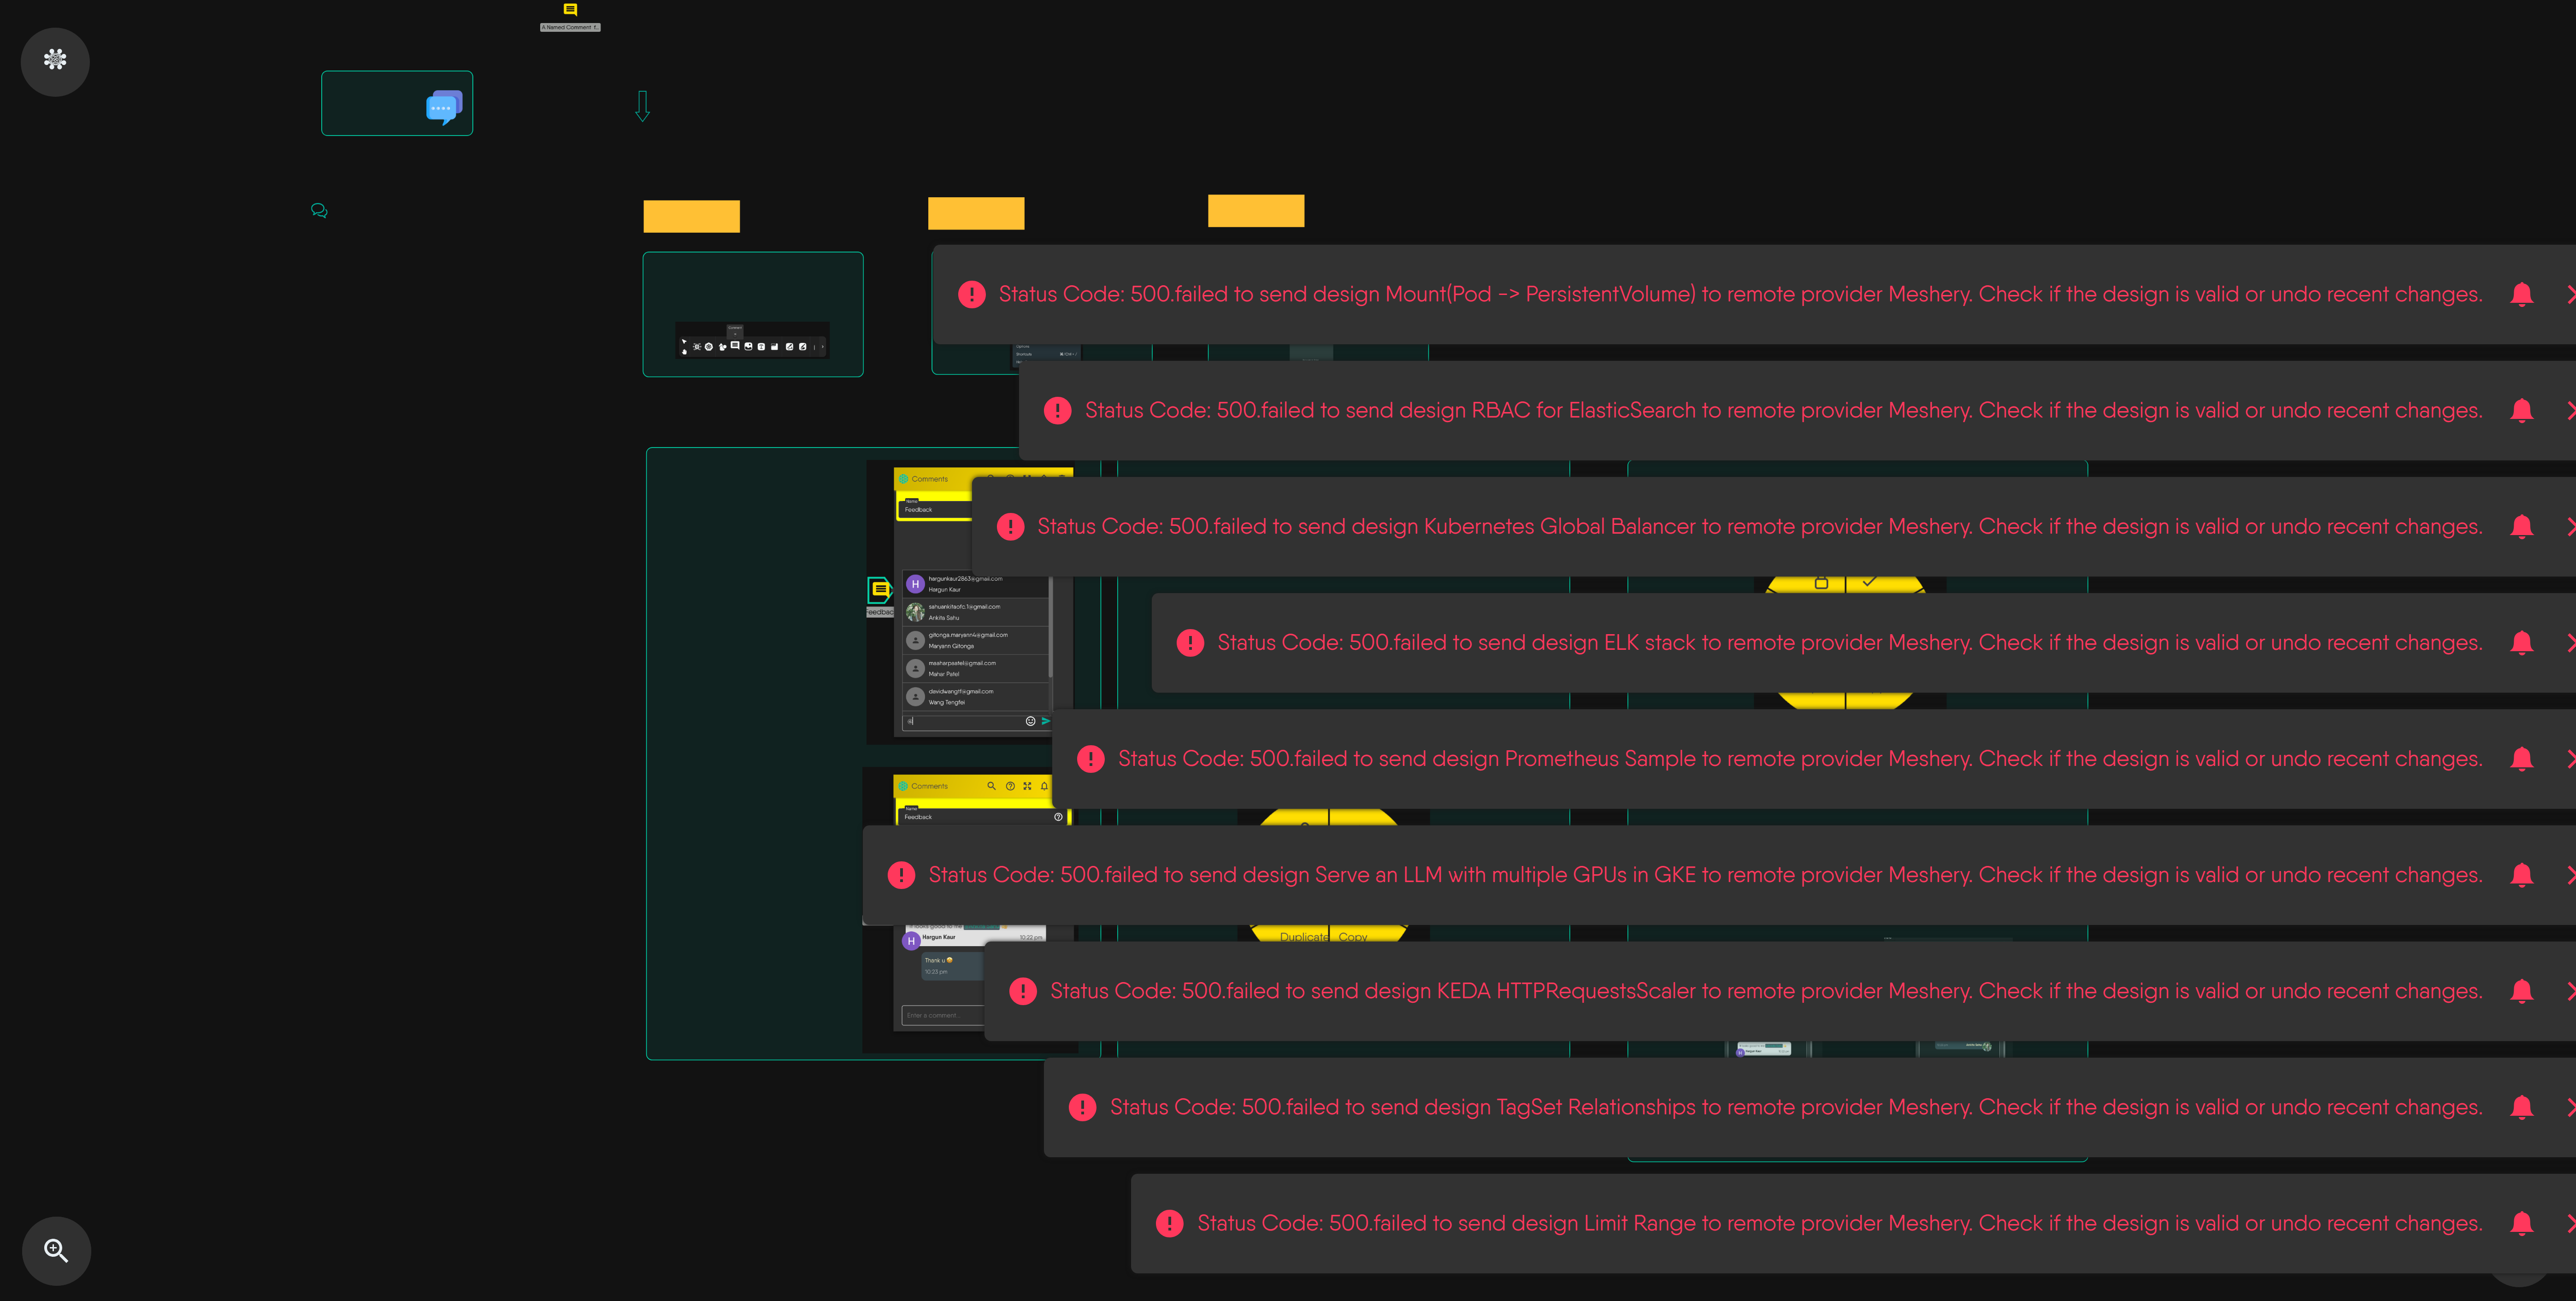 A Named Comment f...
Status Code: 500.failed to send design Mount(Pod -> PersistentVolume) to remote provider Meshery. Check if the design is valid or undo recent changes.
Comment
Options
Shortcuts
Status Code: 500.failed to send design RBAC for ElasticSearch to remote provider Meshery. Check if the design is valid or undo recent changes.
Comments
Name
Feedback
Status Code: 500.failed to send design Kubernetes Global Balancer to remote provider Meshery. Check if the design is valid or undo recent changes.
H
hargunkaur2863@gmail.com
Hargun Kaur
sahuankitaofc.1@gmail.com
Ankita Sahu
gitonga.maryann4@gmail.com
Maryann Gitonga
Status Code: 500.failed to send design ELK stack to remote provider Meshery. Check if the design is valid or undo recent changes.
Mahar Patel
Wang Tengfei
@
Status Code: 500.failed to send design Prometheus Sample to remote provider Meshery. Check if the design is valid or undo recent changes.
Comments
Name
Feedback
Status Code: 500.failed to send design Serve an LLM with multiple GPUs in GKE to remote provider Meshery. Check if the design is valid or undo recent changes.
H
Hargun Kaur
10:22 pm
Duplicate
Copy
Thank u 😇
10:23 pm
Status Code: 500.failed to send design KEDA HTTPRequestsScaler to remote provider Meshery. Check if the design is valid or undo recent changes.
Enter a comment...
H
Hargun Kaur
Status Code: 500.failed to send design TagSet Relationships to remote provider Meshery. Check if the design is valid or undo recent changes.
Status Code: 500.failed to send design Limit Range to remote provider Meshery. Check if the design is valid or undo recent changes.